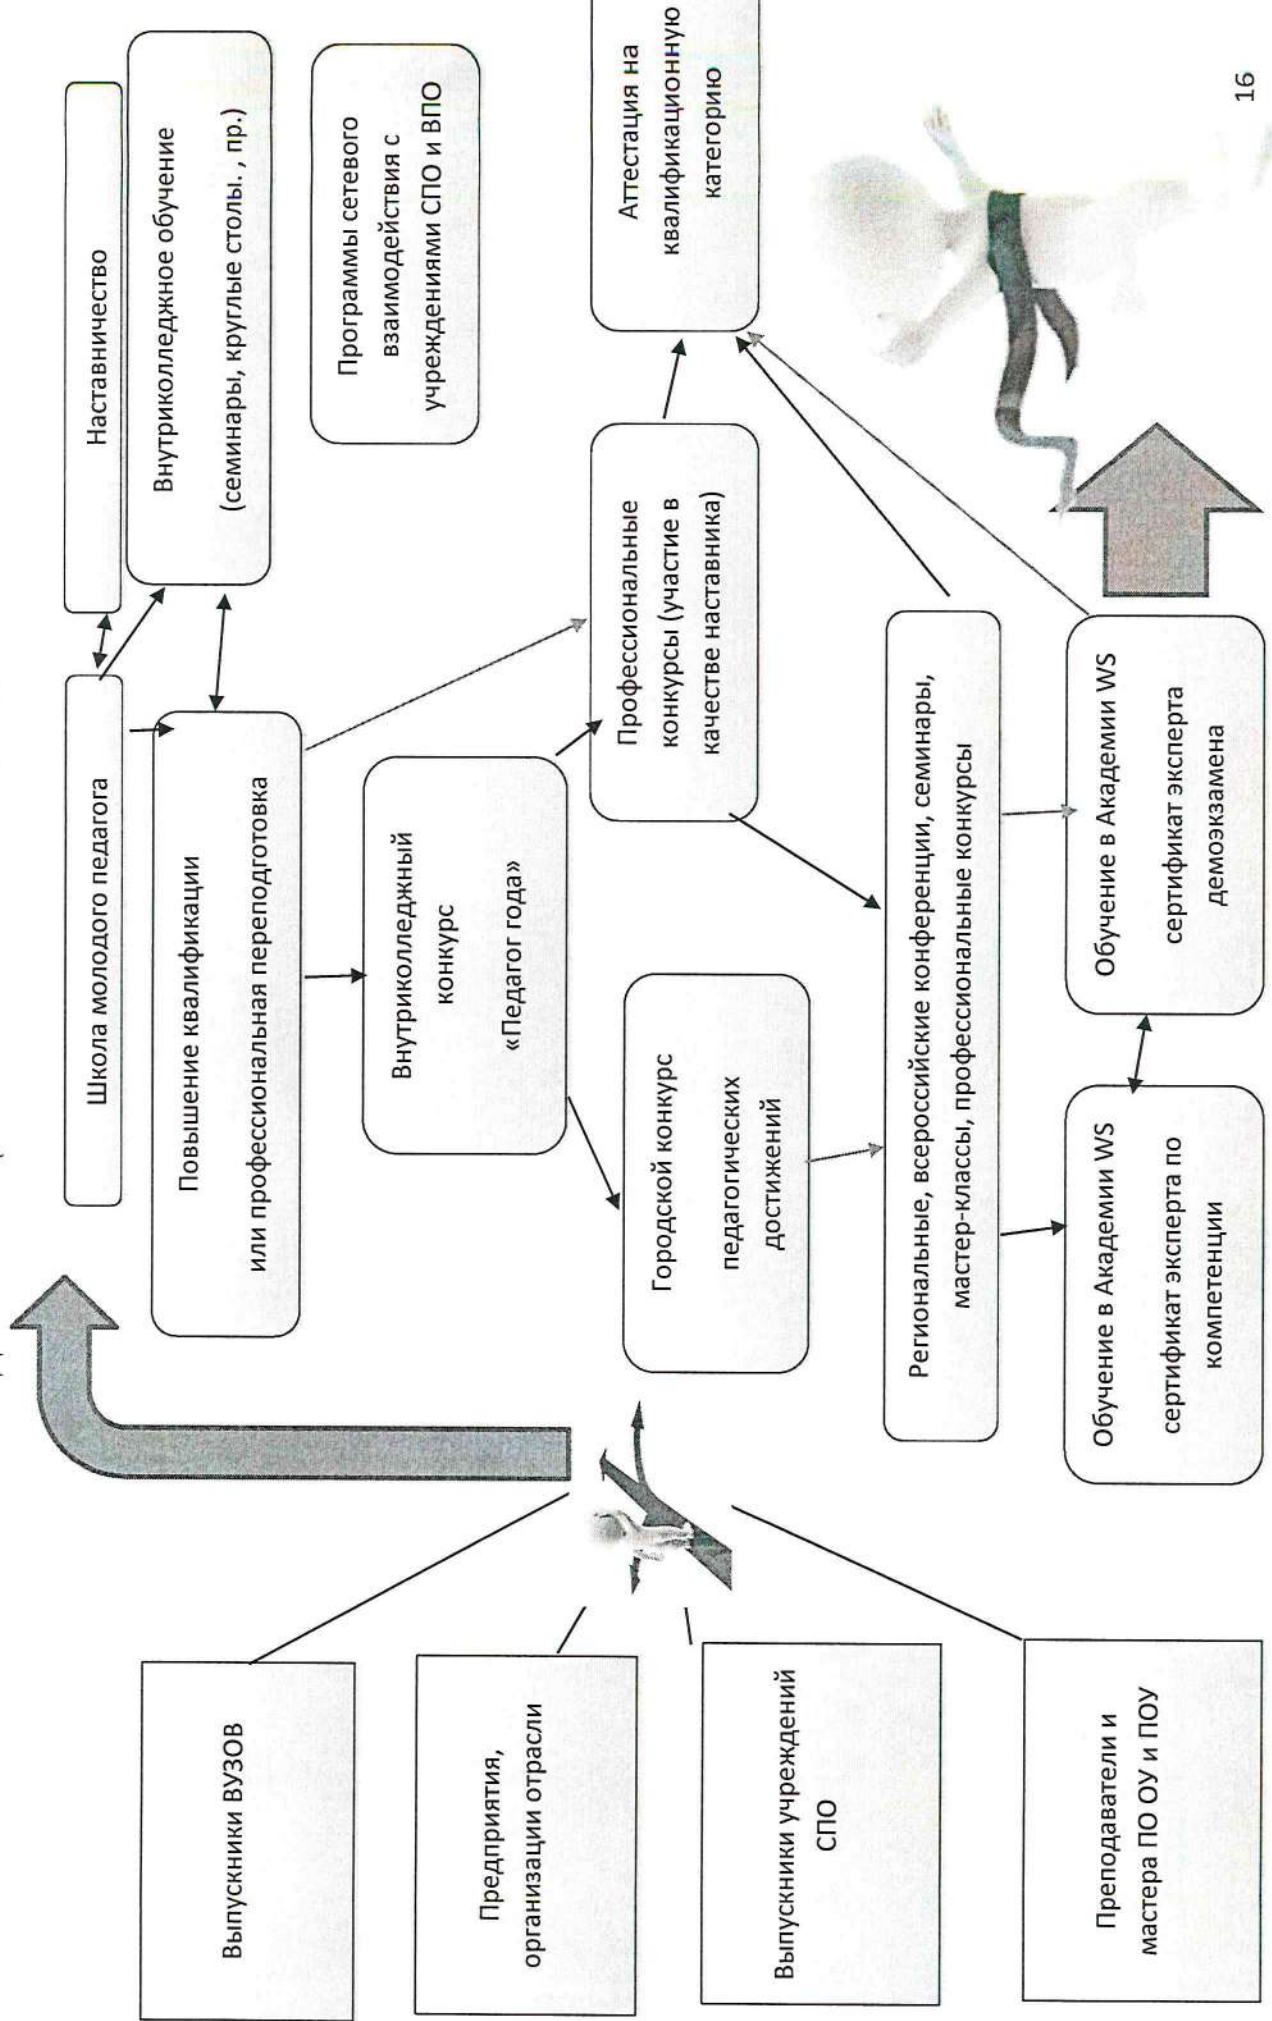 Наставничество
Школа молодого педагога
Внутриколледжное обучение
(семинары, круглые столы. , пр.)
Повышение квалификации
или профессиональная переподготовка
Программы сетевого
взаимодействия с
учреждениями СПО и ВПО
Внутриколледжный
конкурс
«Педагог года»
Профессиональные
конкурсы (участие в
качестве наставника)
Аттестация на
квалификационную
категорию
Городской конкурс
педагогических
достижений
Региональные, всероссийские конференции, семинары,
мастер-классы, профессиональные конкурсы
Обучение в Академии WS
сертификат эксперта по
компетенции
Обучение в Академии WS
сертификат эксперта
демоэкзамена
Выпускники ВУЗОВ
Предприятия,
организации отрасли
Выпускники учреждений
СПО
Преподаватели и
мастера ПО ОУ и ПОУ
16